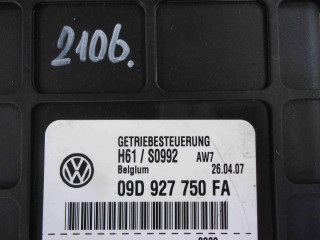 2106.
GETRIEBESTEUERUNG
H61 / S0992 AW7
Belgium 26.04.07
09D 927 750 FA